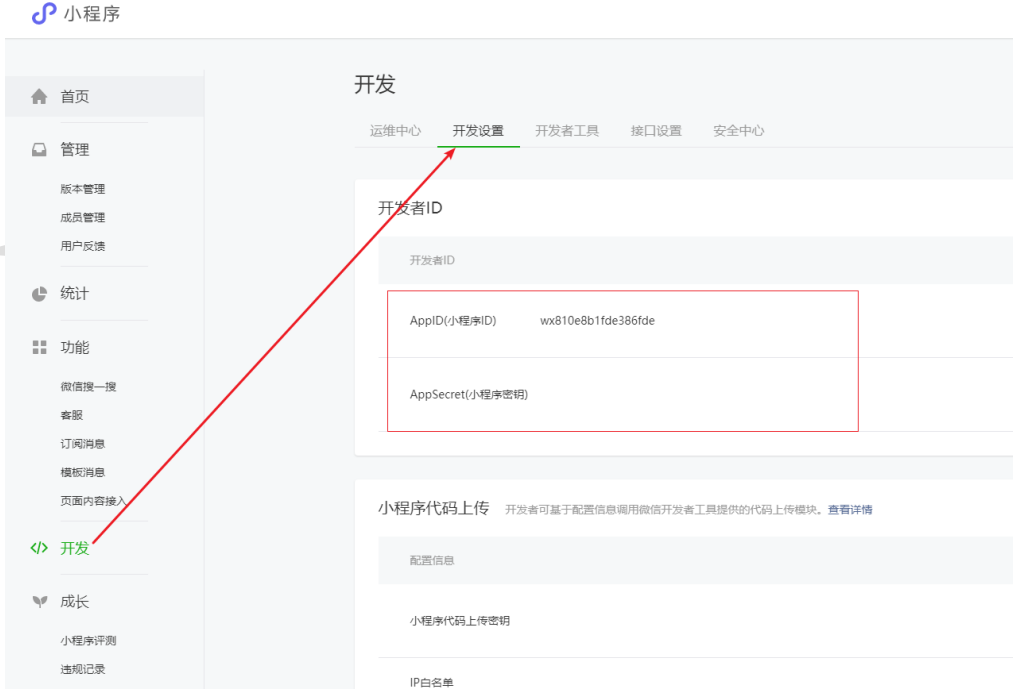 小程序
首页
管理
版本管理
成员管理
用户反馈
统计
功能
微信搜一搜
客服
订阅消息
模板消息
页面内容接入
开发
成长
小程序评测
违规记录
开发
运维中心 开发设置 开发者工具 接口设置 安全中心
开发者ID
开发者ID
AppID(小程序ID) wx810e8b1fde386fde
AppSecret(小程序密钥)
小程序代码上传 开发者可基于配置信息调用微信开发者工具提供的代码上传模块。查看详情
配置信息
小程序代码上传密钥
IP白名单